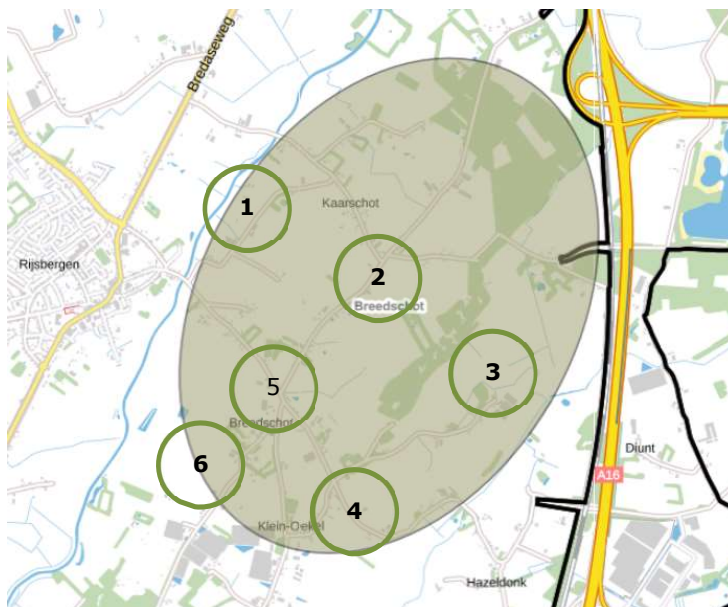 Bredaseweg
1
Kaarschot
Rijsbergen
2
Breedschot
3
5
Breedschot
6
Diunt
A16
4
Klein-Oekel
Hazeldonk